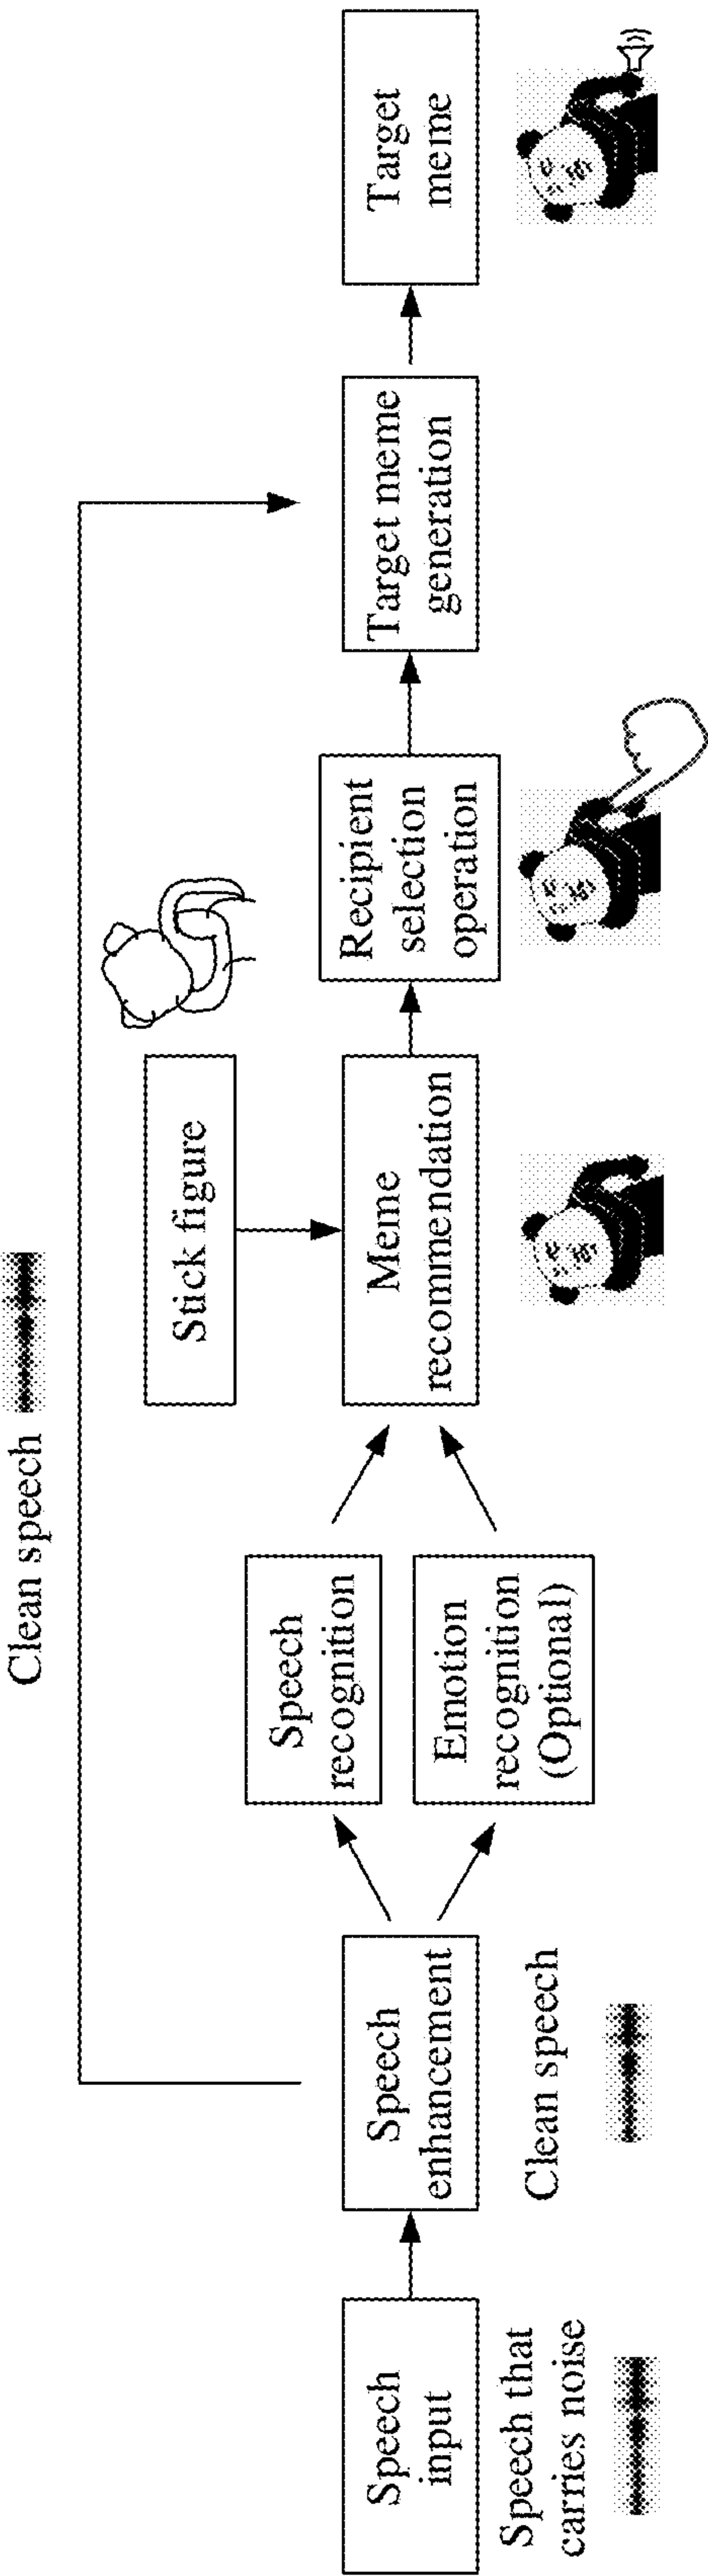 Clean speech
Speech
input
Speech that
carries noise
Speech
enhancement
Clean speech
Speech
recognition
Emotion
recognition
(Optional)
Stick figure
Meme
recommendation
Recipient
selection
operation
Target meme
generation
Target
meme